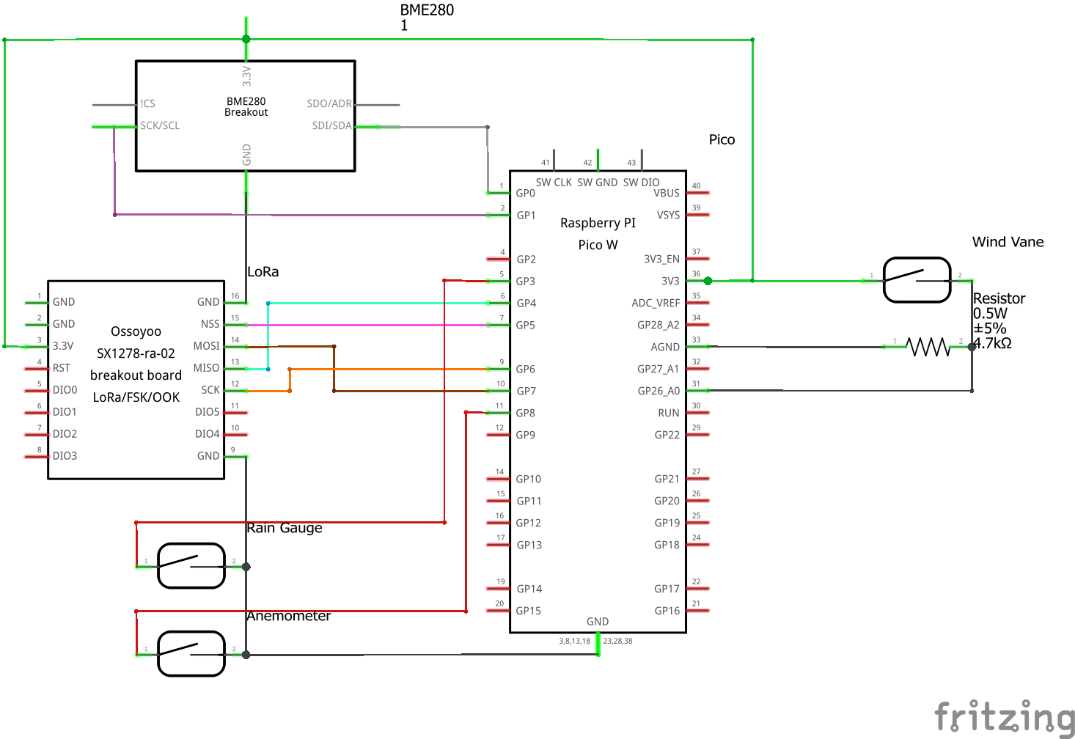 BME280
1
3.3V
!CS
SCK/SCL
BME280
Breakout
SDO/ADR
SDI/SDA
GND
Pico
41
42
43
SW CLK
SW GND
SW DIO
Raspberry PI
Pico W
1 GP0
2 GP1
4 GP2
5 GP3
6 GP4
7 GP5
9 GP6
10 GP7
11 GP8
12 GP9
14 GP10
15 GP11
16 GP12
17 GP13
19 GP14
20 GP15
VBUS 40
VSYS 39
3V3_EN 37
3V3 36
ADC_VREF 35
GP28_A2 34
AGND 33
GP27_A1 32
GP26_A0 31
RUN 30
GP22 29
GP21 27
GP20 26
GP19 25
GP18 24
GP17 22
GP16 21
GND
3,8,13,18
23,28,38
Wind Vane
1
2
Resistor
0.5W
±5%
4.7kΩ
1
2
LoRa
Ossoyoo
SX1278-ra-02
breakout board
LoRa/FSK/OOK
1 GND
2 GND
3 3.3V
4 RST
5 DIO0
6 DIO1
7 DIO2
8 DIO3
GND 16
NSS 15
MOSI 14
MISO 13
SCK 12
DIO5 11
DIO4 10
GND 9
Rain Gauge
1
2
Anemometer
1
2
fritzing